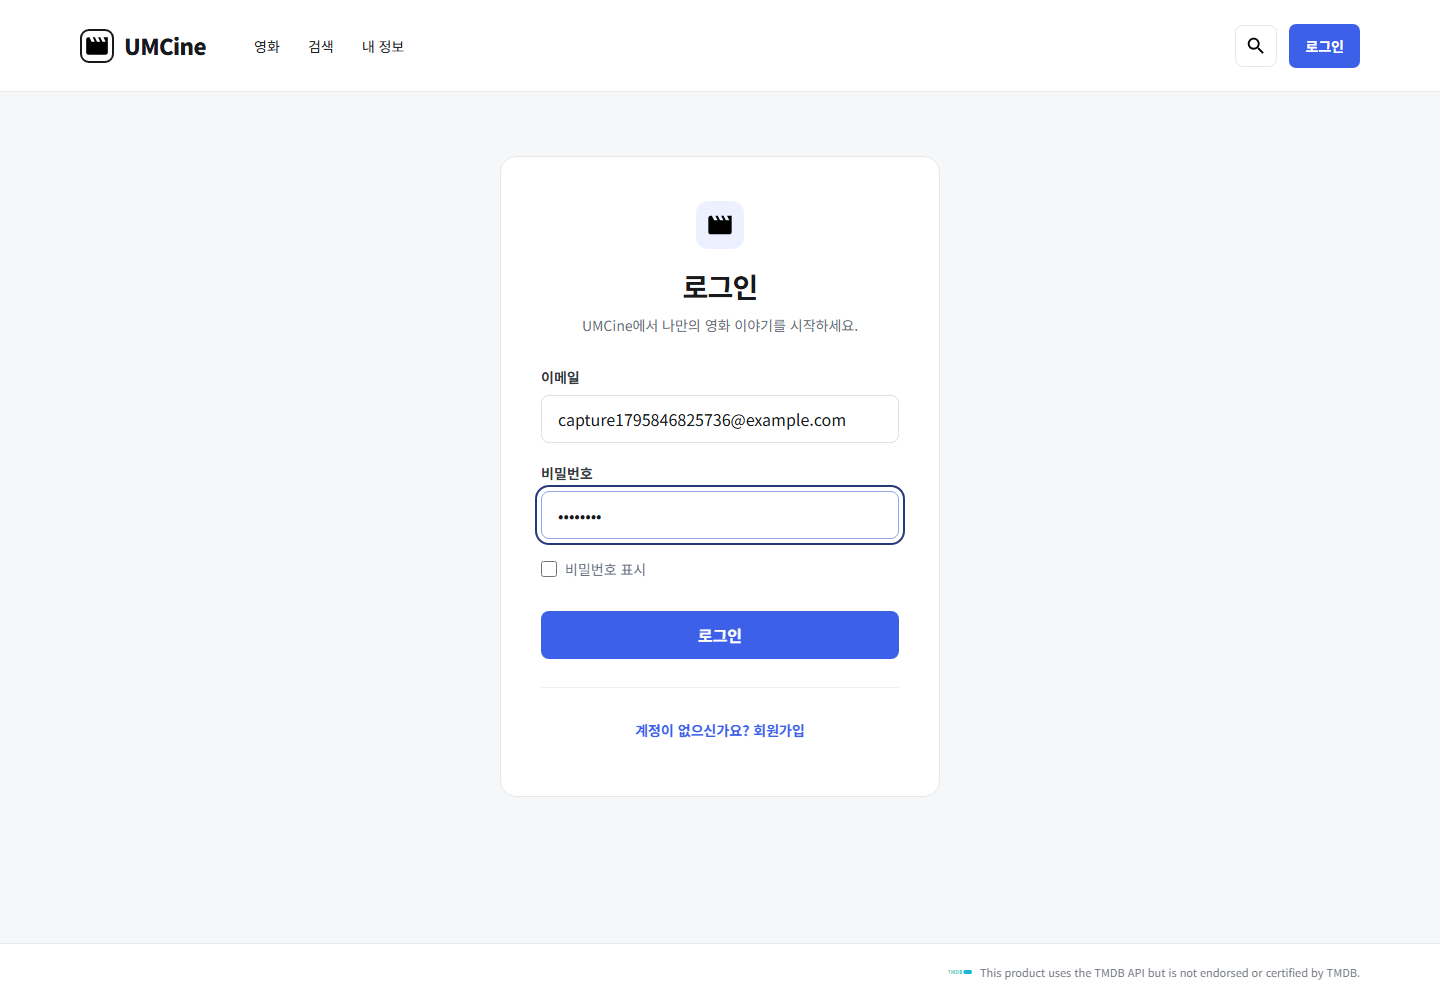 UMCine
영화
검색
내 정보
로그인
로그인
UMCine에서 나만의 영화 이야기를 시작하세요.
이메일
capture1795846825736@example.com
비밀번호
••••••••
비밀번호 표시
로그인
계정이 없으신가요? 회원가입
TMDB
This product uses the TMDB API but is not endorsed or certified by TMDB.